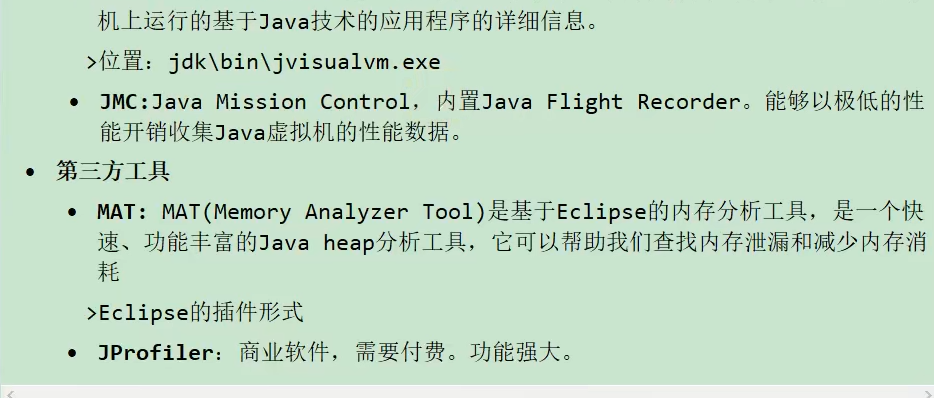 机上运行的基于Java技术的应用程序的详细信息。
>位置：jdk\bin\jvisualvm.exe
• JMC:Java Mission Control，内置Java Flight Recorder。能够以极低的性
能开销收集Java虚拟机的性能数据。
• 第三方工具
• MAT: MAT(Memory Analyzer Tool)是基于Eclipse的内存分析工具，是一个快
速、功能丰富的Java heap分析工具，它可以帮助我们查找内存泄漏和减少内存消
耗
>Eclipse的插件形式
• JProfiler：商业软件，需要付费。功能强大。